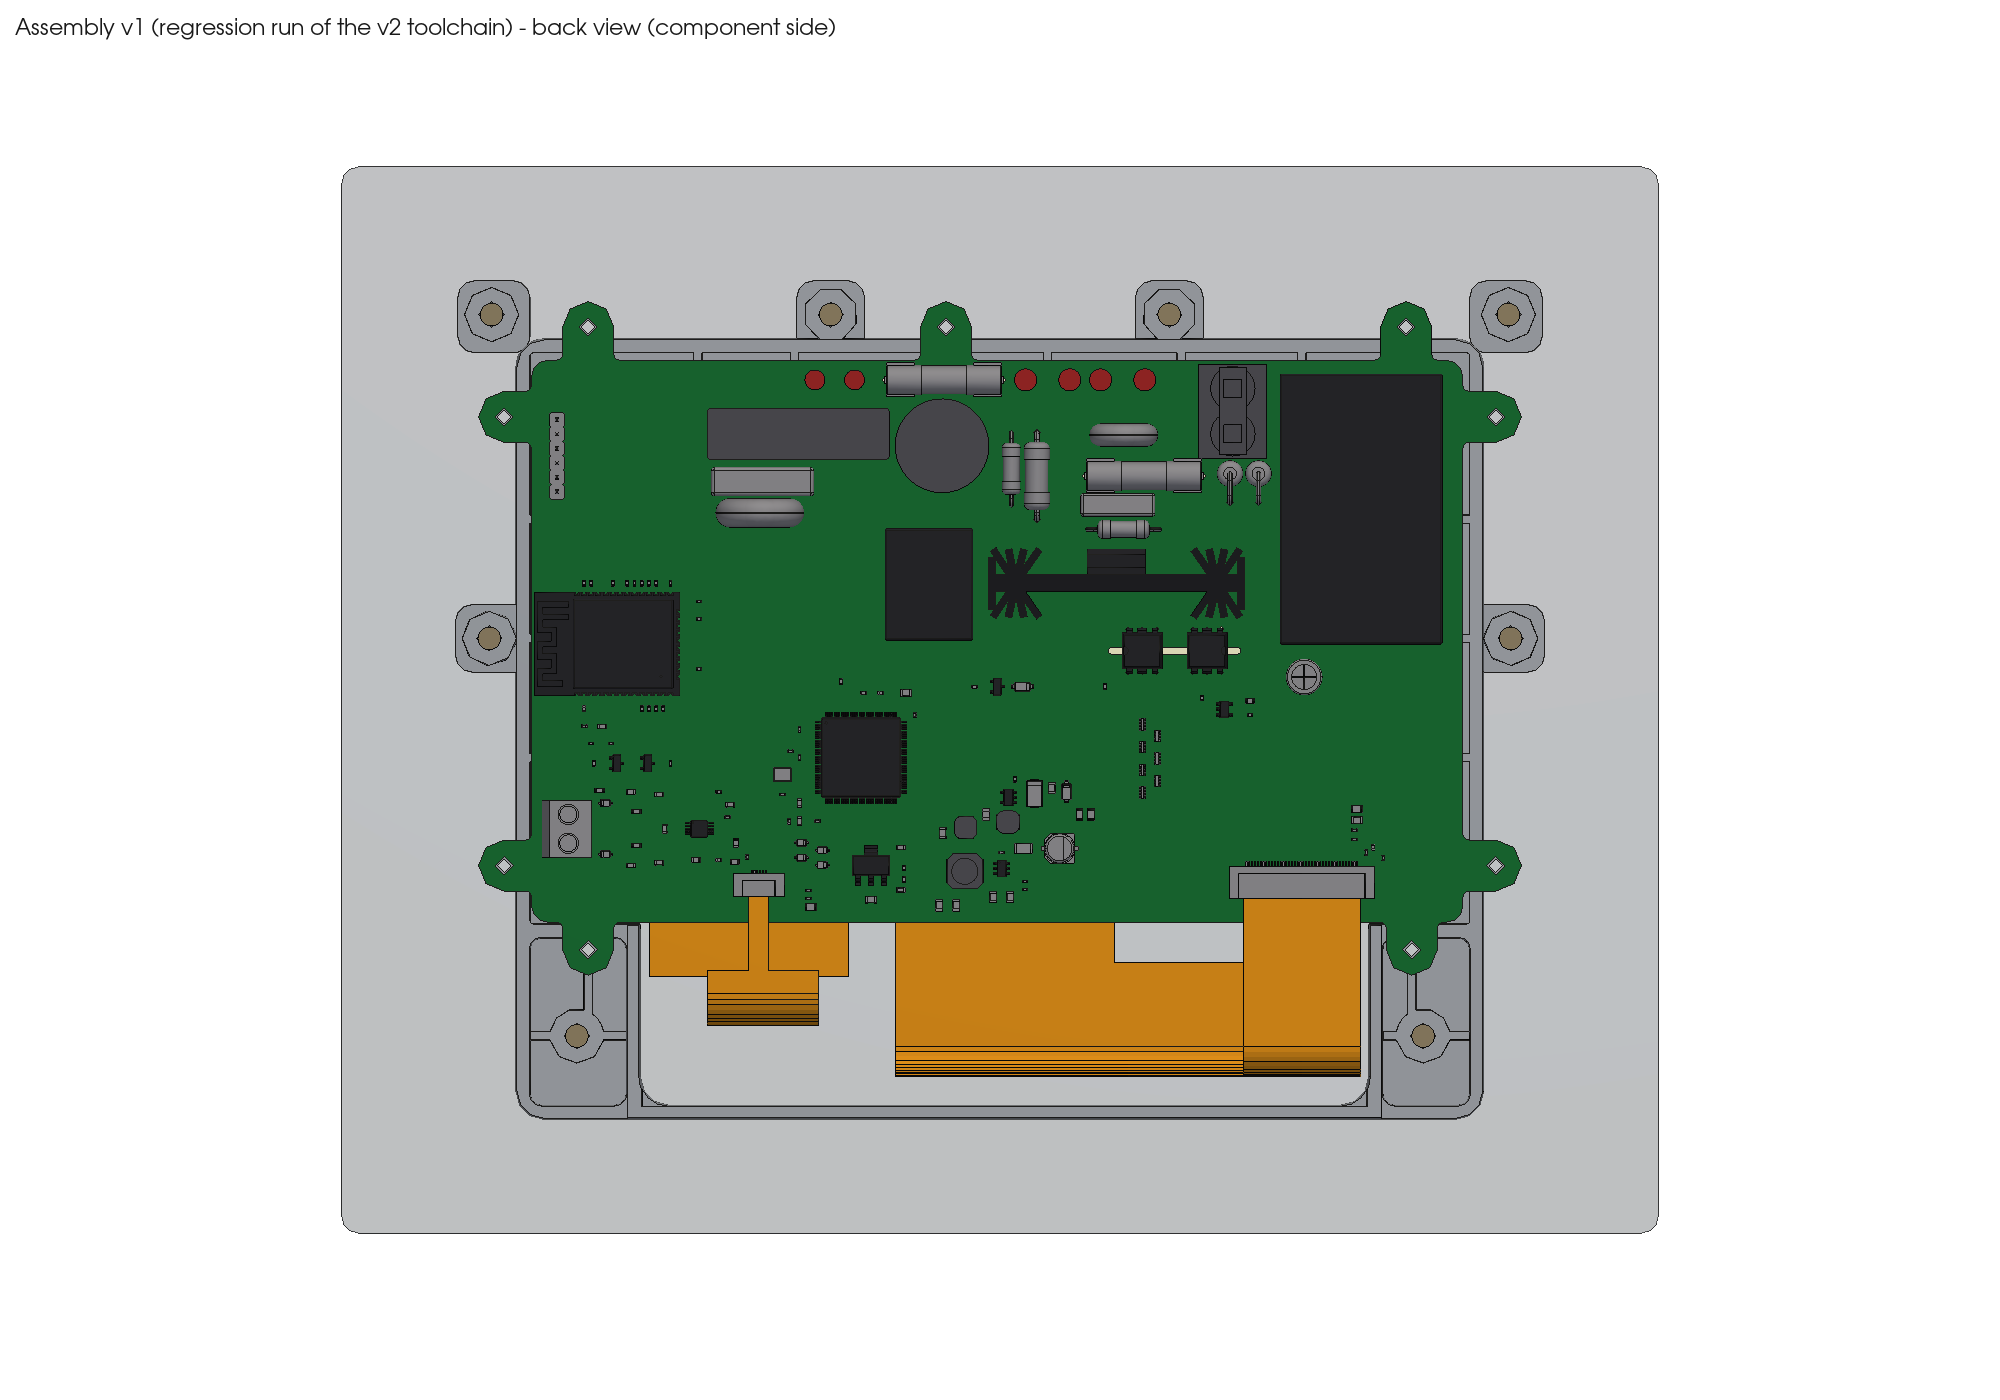 Assembly v1 (regression run of the v2 toolchain) - back view (component side)